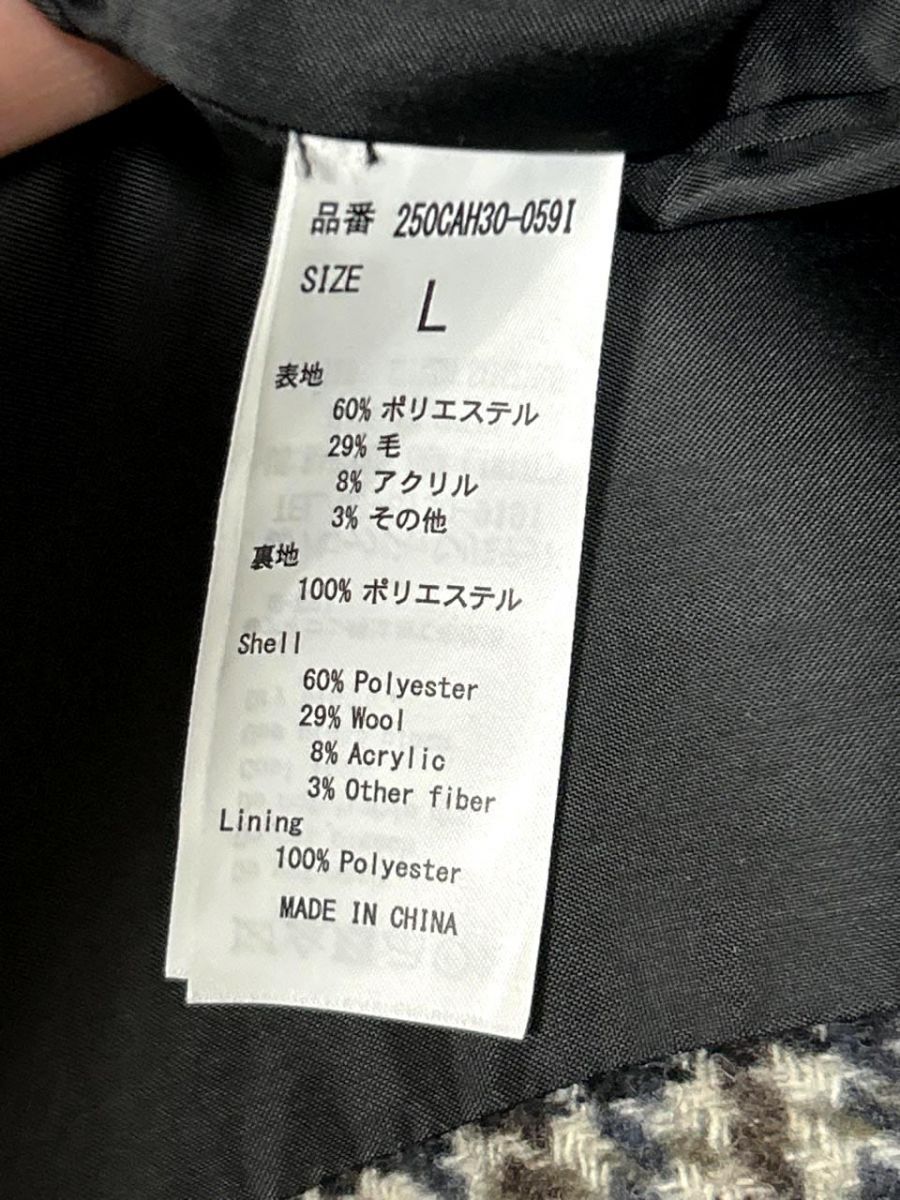 品番 250CAH30-059I
SIZE
L
表地
60% ポリエステル
29% 毛
8% アクリル
3% その他
裏地
100% ポリエステル
Shell
60% Polyester
29% Wool
8% Acrylic
3% Other fiber
Lining
100% Polyester
MADE IN CHINA